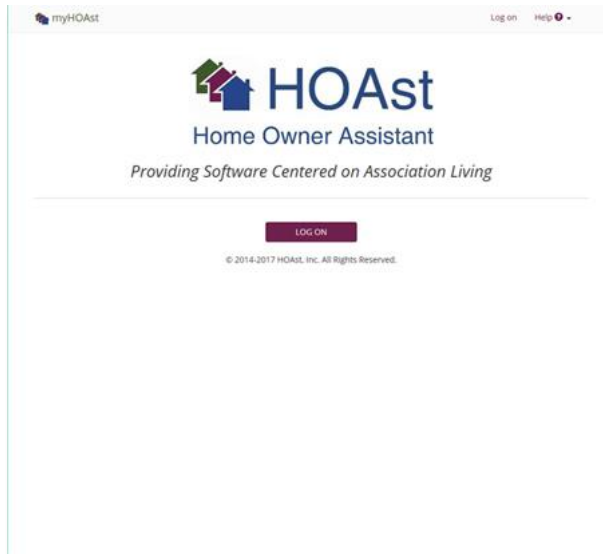 myHOAst
Log on Help
HOAst
Home Owner Assistant
Providing Software Centered on Association Living
LOG ON
© 2014-2017 HOAst, Inc. All Rights Reserved.